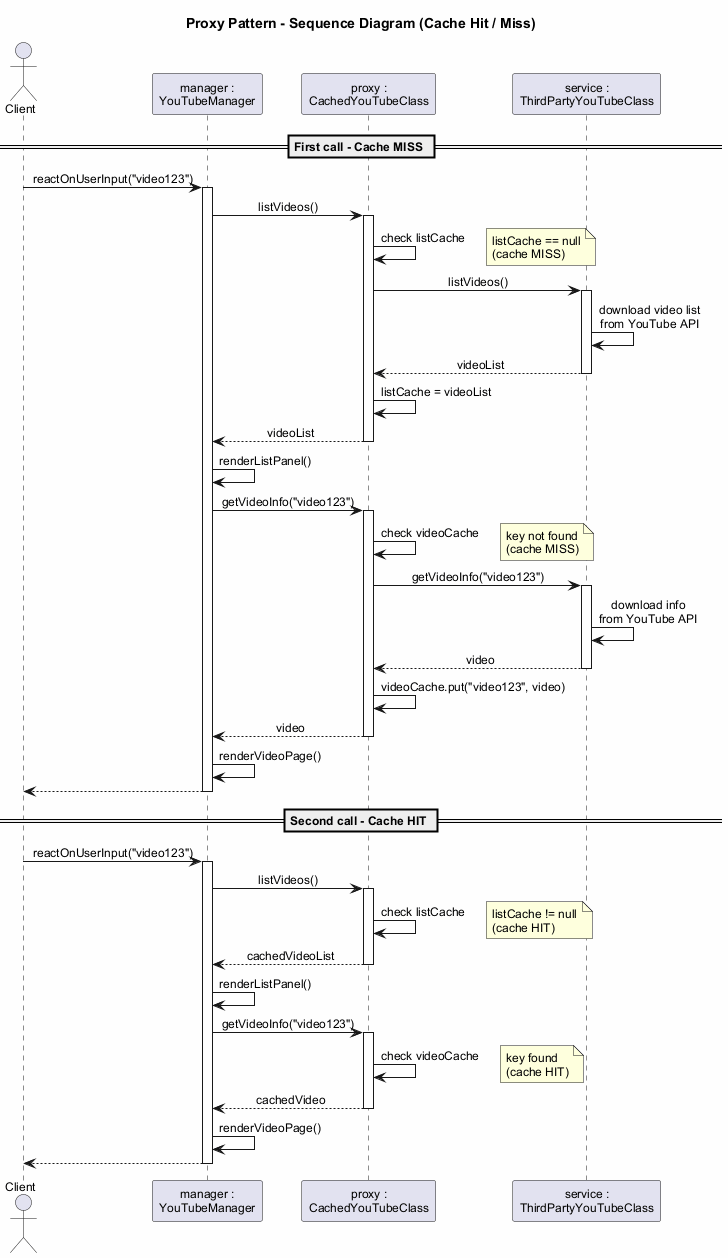 Proxy Pattern - Sequence Diagram (Cache Hit / Miss)
Client
manager :
YouTubeManager
proxy :
CachedYouTubeClass
service :
ThirdPartyYouTubeClass
First call - Cache MISS
reactOnUserInput("video123")
listVideos()
check listCache
listCache == null
(cache MISS)
listVideos()
download video list
from YouTube API
videoList
listCache = videoList
videoList
renderListPanel()
getVideoInfo("video123")
check videoCache
key not found
(cache MISS)
getVideoInfo("video123")
download info
from YouTube API
video
videoCache.put("video123", video)
video
renderVideoPage()
Second call - Cache HIT
reactOnUserInput("video123")
listVideos()
check listCache
listCache != null
(cache HIT)
cachedVideoList
renderListPanel()
getVideoInfo("video123")
check videoCache
key found
(cache HIT)
cachedVideo
renderVideoPage()
Client
manager :
YouTubeManager
proxy :
CachedYouTubeClass
service :
ThirdPartyYouTubeClass